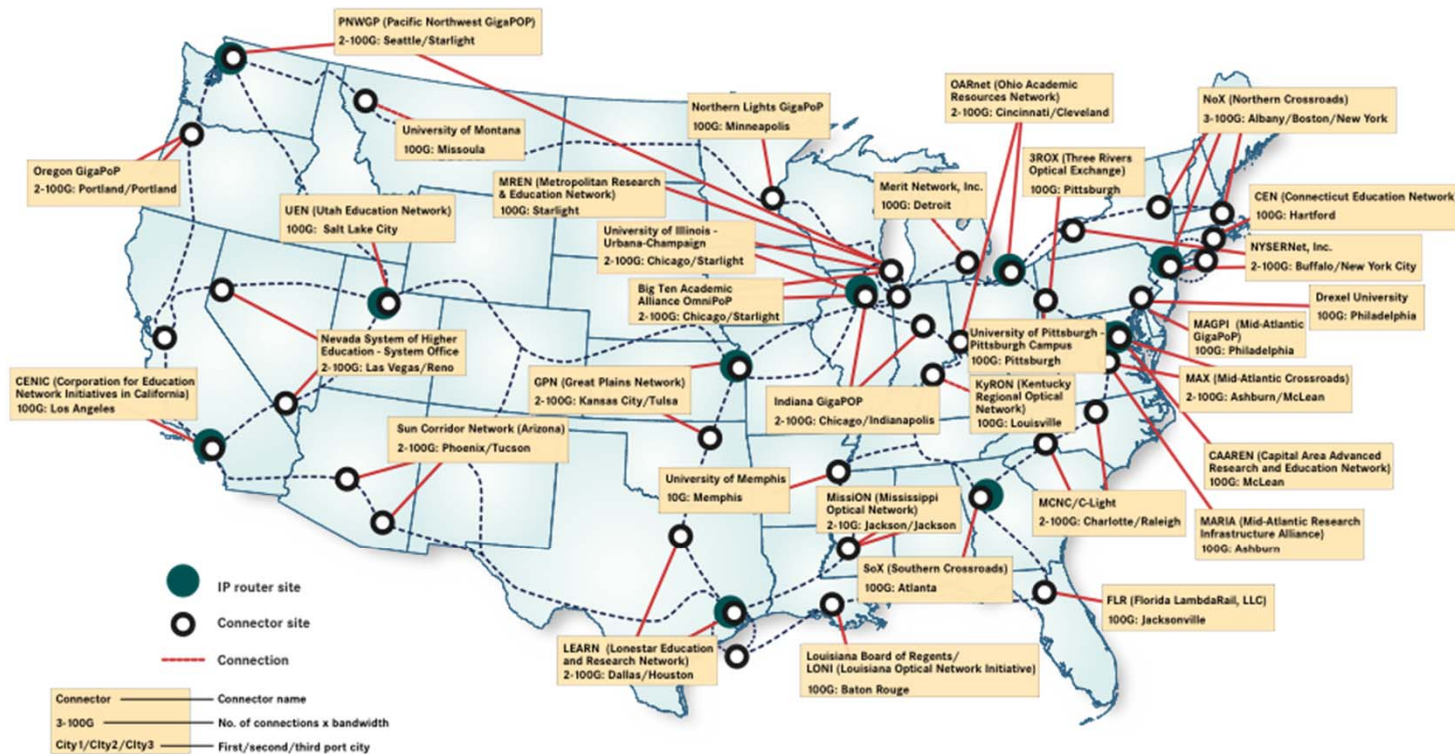 PNWGP (Pacific Northwest GigaPOP)
2-100G: Seattle/Starlight
University of Montana
100G: Missoula
Oregon GigaPoP
2-100G: Portland/Portland
UEN (Utah Education Network)
100G: Salt Lake City
Northern Lights GigaPoP
100G: Minneapolis
MREN (Metropolitan Research
& Education Network)
100G: Starlight
University of Illinois -
Urbana-Champaign
2-100G: Chicago/Starlight
Big Ten Academic
Alliance OmniPoP
2-100G: Chicago/Starlight
Merit Network, Inc.
100G: Detroit
OARnet (Ohio Academic
Resources Network)
2-100G: Cincinnati/Cleveland
3ROX (Three Rivers
Optical Exchange)
100G: Pittsburgh
NoX (Northern Crossroads)
3-100G: Albany/Boston/New York
CEN (Connecticut Education Network
100G: Hartford
NYSERNet, Inc.
2-100G: Buffalo/New York City
Drexel University
100G: Philadelphia
MAGPI (Mid-Atlantic
GigaPoP)
100G: Philadelphia
MAX (Mid-Atlantic Crossroads)
2-100G: Ashburn/McLean
University of Pittsburgh -
Pittsburgh Campus
100G: Pittsburgh
KyRON (Kentucky
Regional Optical
Network)
100G: Louisville
Indiana GigaPOP
2-100G: Chicago/Indianapolis
Nevada System of Higher
Education - System Office
2-100G: Las Vegas/Reno
CENIC (Corporation for Education
Network Initiatives in California)
100G: Los Angeles
GPN (Great Plains Network)
2-100G: Kansas City/Tulsa
Sun Corridor Network (Arizona)
2-100G: Phoenix/Tucson
University of Memphis
10G: Memphis
MissiON (Mississippi
Optical Network)
2-10G: Jackson/Jackson
MCNC/C-Light
2-100G: Charlotte/Raleigh
CAAREN (Capital Area Advanced
Research and Education Network)
100G: McLean
MARIA (Mid-Atlantic Research
Infrastructure Alliance)
100G: Ashburn
SoX (Southern Crossroads)
100G: Atlanta
FLR (Florida LambdaRail, LLC)
100G: Jacksonville
LEARN (Lonestar Education
and Research Network)
2-100G: Dallas/Houston
Louisiana Board of Regents/
LONI (Louisiana Optical Network Initiative)
100G: Baton Rouge
IP router site
Connector site
Connection
Connector Connector name
3-100G No. of connections x bandwidth
City1/CIty2/CIty3 First/second/third port city